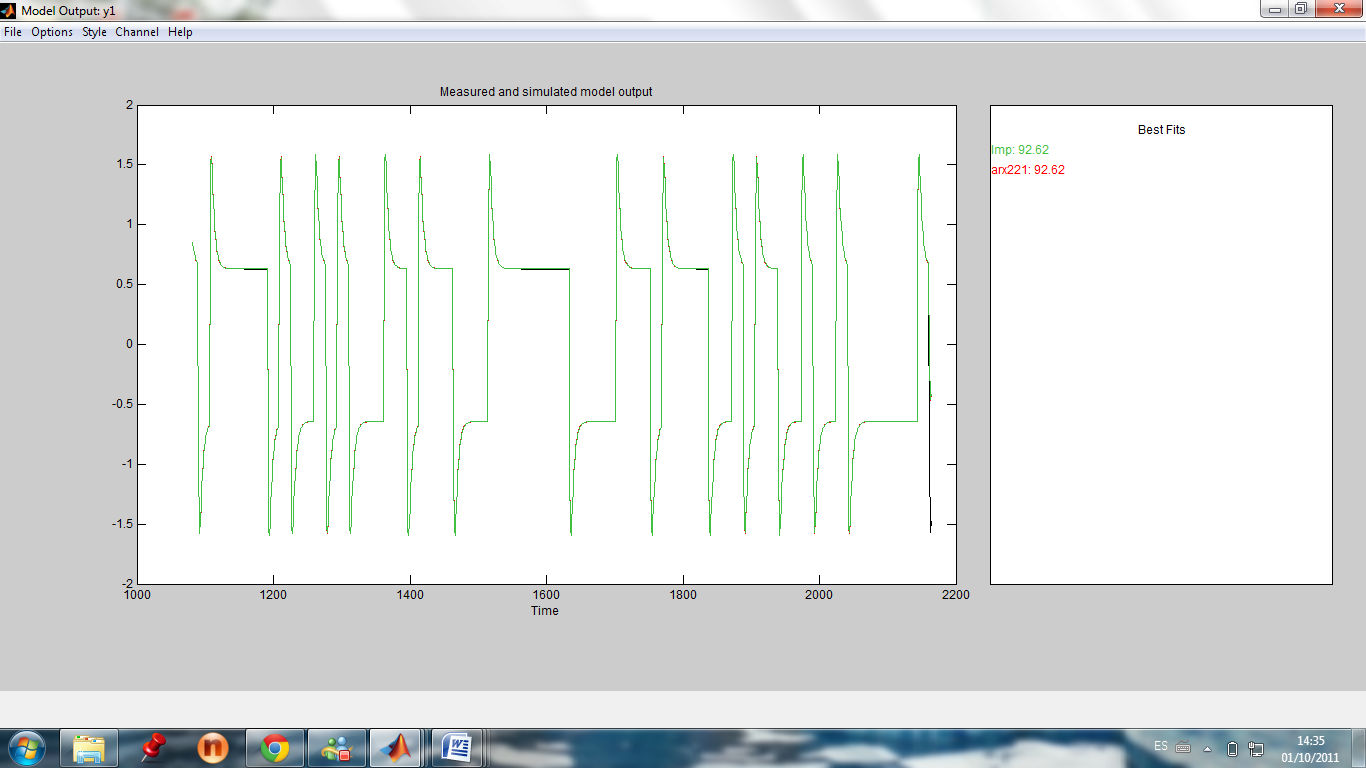 Model Output: y1
File Options Style Channel Help
Measured and simulated model output
2
1.5
1
0.5
0
-0.5
-1
-1.5
-2
1000 1200 1400 1600 1800 2000 2200
Time
Best Fits
Imp: 92.62
arx221: 92.62
ES
14:35
01/10/2011